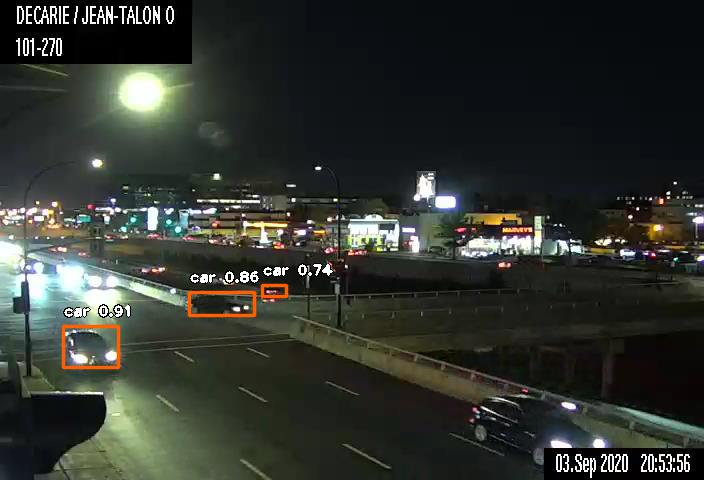 DECARIE / JEAN-TALON O
101-270
car 0.86
car 0.74
car 0.91
HARVEY'S
03.Sep 2020 20:53:56